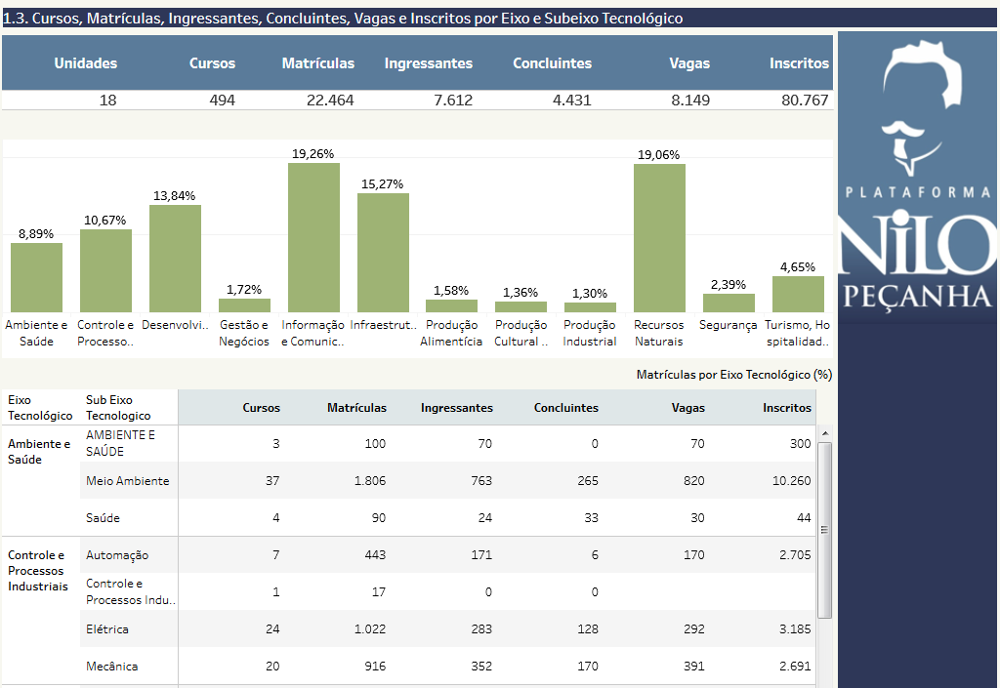 1.3. Cursos, Matrículas, Ingressantes, Concluintes, Vagas e Inscritos por Eixo e Subeixo Tecnológico
Unidades Cursos Matrículas Ingressantes Concluintes Vagas Inscritos
18 494 22.464 7.612 4.431 8.149 80.767
PLATAFORMA
NILO
PEÇANHA
8,89% 10,67% 13,84% 1,72% 19,26% 15,27% 1,58% 1,36% 1,30% 19,06% 2,39% 4,65%
Ambiente e Controle e Desenvolvi.. Gestão e Informação Infraestrut.. Produção Produção Produção Recursos Segurança Turismo, Ho
Saúde Processo.. Negócios e Comunic.. Alimentícia Cultural .. Industrial Naturais spitalidad..
Matrículas por Eixo Tecnológico (%)
Eixo Sub Eixo
Tecnológico Tecnologico Cursos Matrículas Ingressantes Concluintes Vagas Inscritos
Ambiente e AMBIENTE E
Saúde SAÚDE 3 100 70 0 70 300
Meio Ambiente 37 1.806 763 265 820 10.260
Saúde 4 90 24 33 30 44
Controle e Automação 7 443 171 6 170 2.705
Processos Controle e
Industriais Processos Indu.. 1 17 0 0
Elétrica 24 1.022 283 128 292 3.185
Mecânica 20 916 352 170 391 2.691